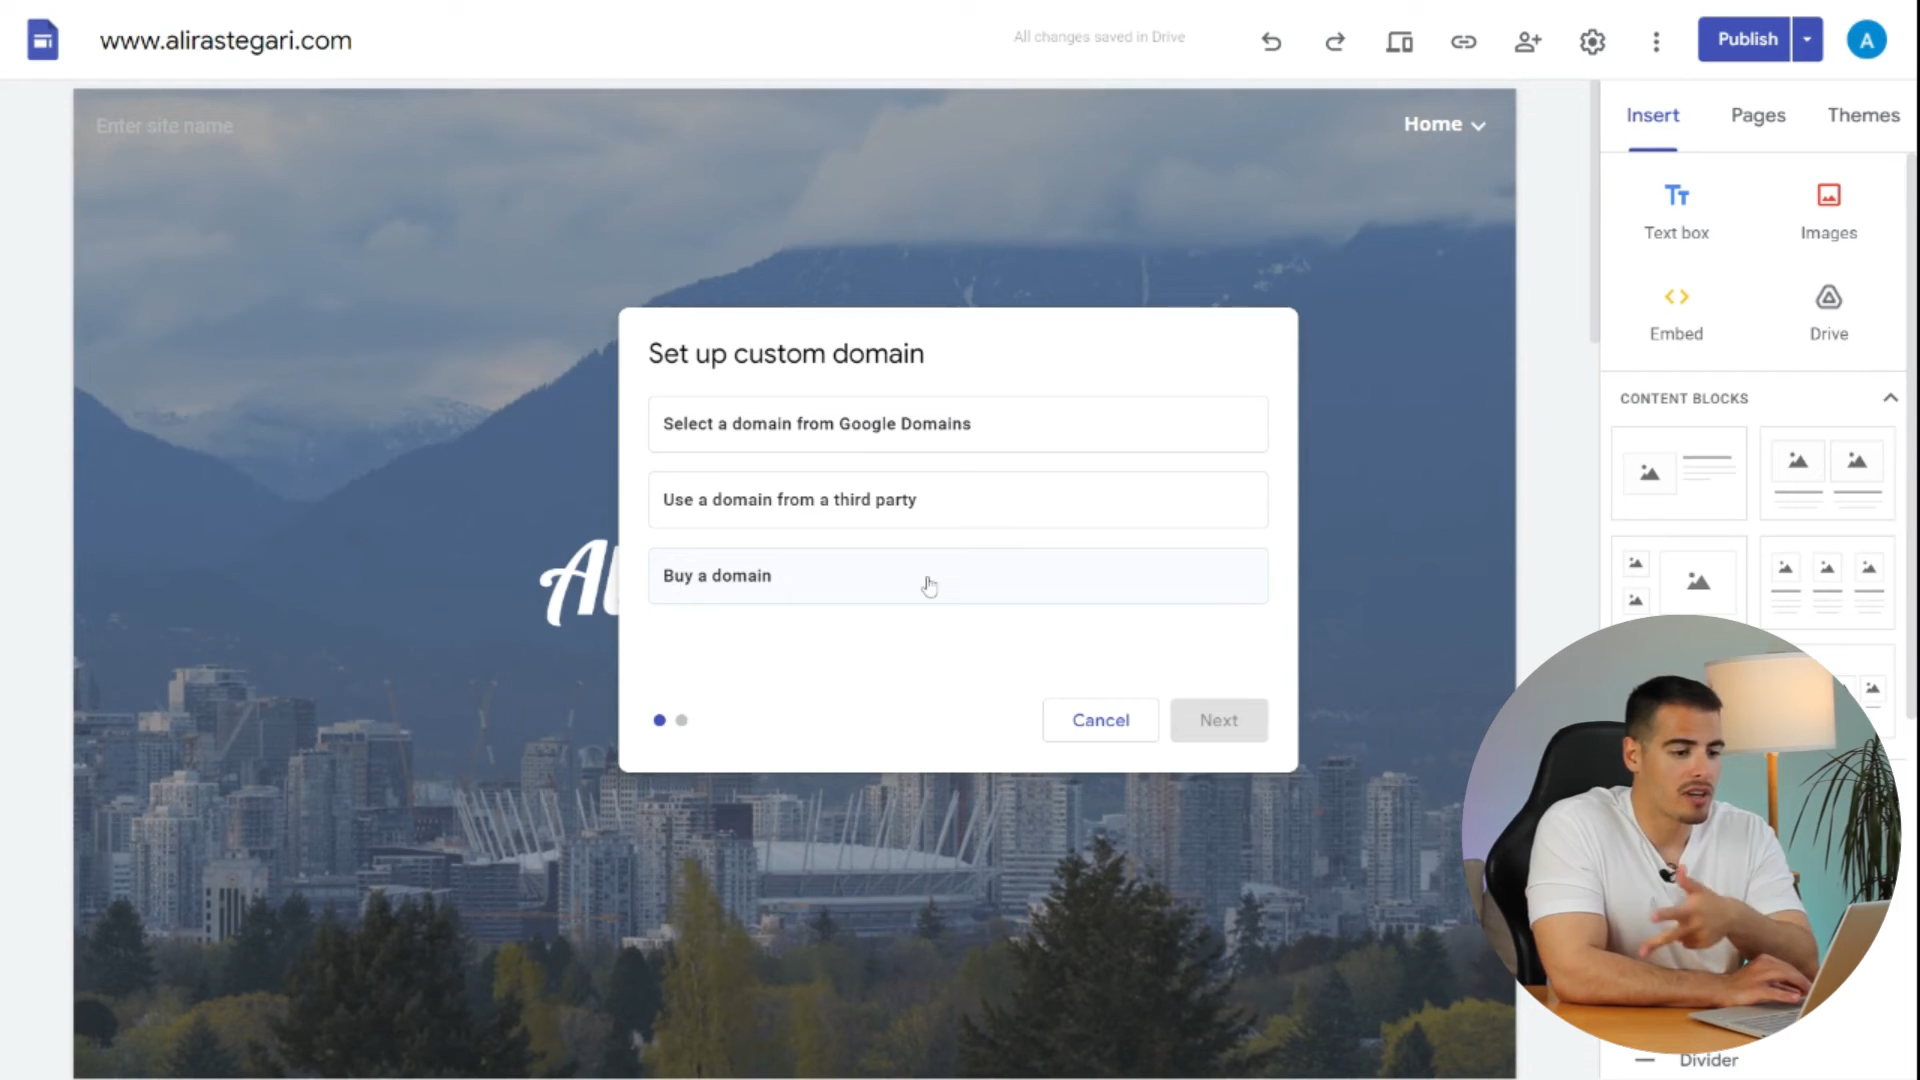 www.alirastegari.com
All changes saved in Drive
Publish
A
Enter site name
Home
Insert
Pages
Themes
Text box
Images
Embed
Drive
CONTENT BLOCKS
Set up custom domain
Select a domain from Google Domains
Use a domain from a third party
Buy a domain
Al
Cancel
Next
Divider